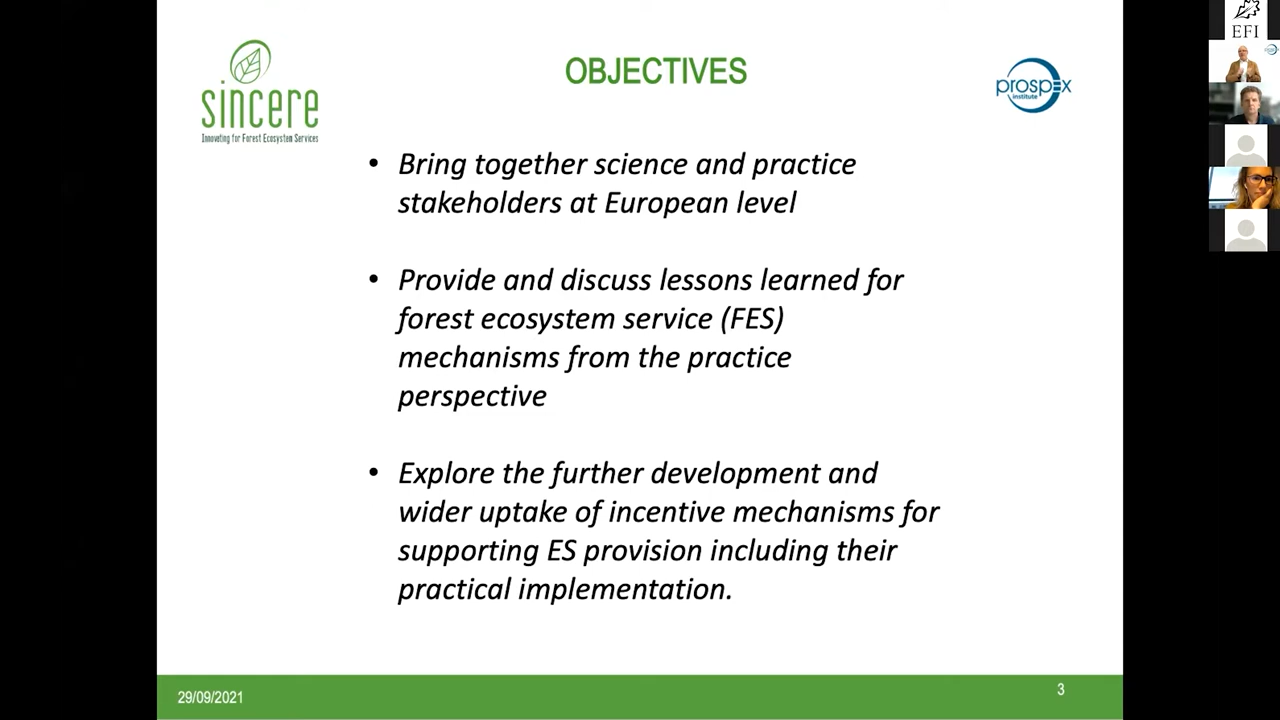 OBJECTIVES
sincere
Innovating for Forest Ecosystem Services
prospex
institute
• Bring together science and practice
stakeholders at European level
• Provide and discuss lessons learned for
forest ecosystem service (FES)
mechanisms from the practice
perspective
• Explore the further development and
wider uptake of incentive mechanisms for
supporting ES provision including their
practical implementation.
29/09/2021
3
EFI